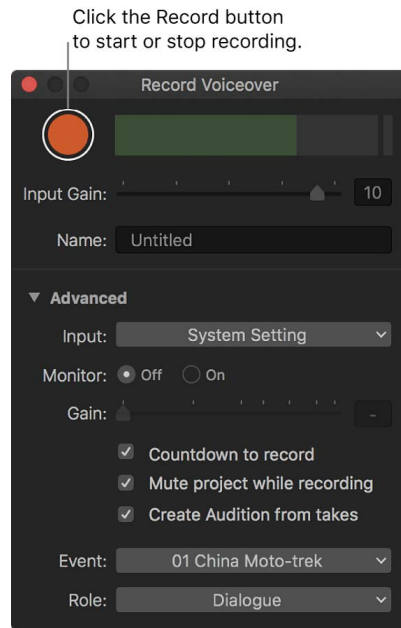 Click the Record button
to start or stop recording.
Record Voiceover
Input Gain: 10
Name: Untitled
Advanced
Input: System Setting
Monitor: Off On
Gain: -
Countdown to record
Mute project while recording
Create Audition from takes
Event: 01 China Moto-trek
Role: Dialogue